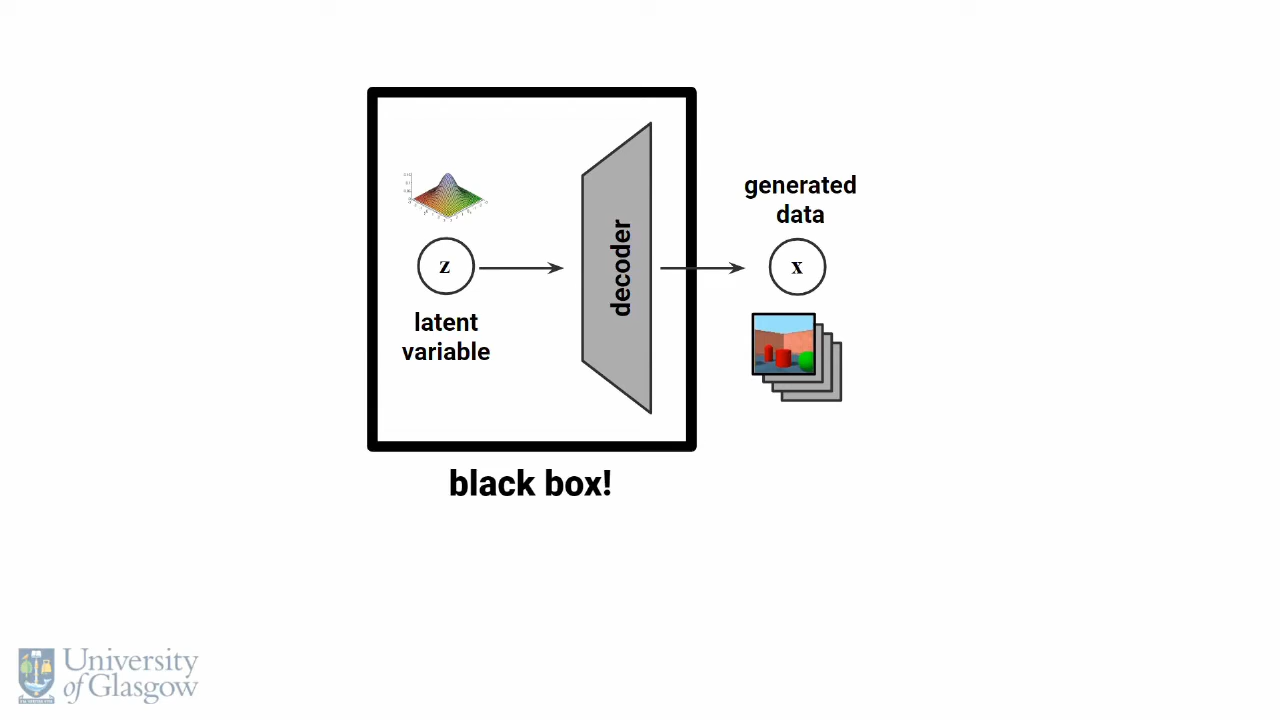 generated
data
z
decoder
x
latent
variable
black box!
University
of Glasgow